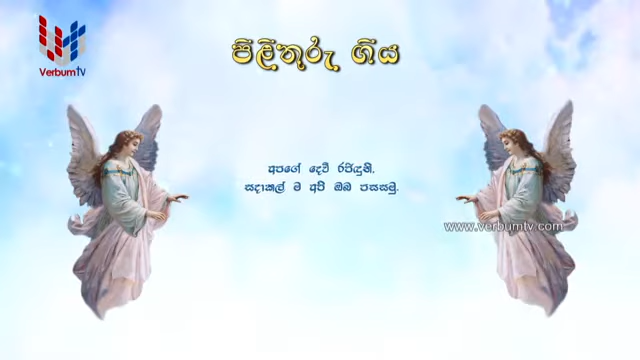 VerbumTV
පිළිතුරු ගීය
අපගේ දෙවි රජිඳුනි,
සදාකල් ම අපි ඔබ පසසමු.
www.verbumtv.com